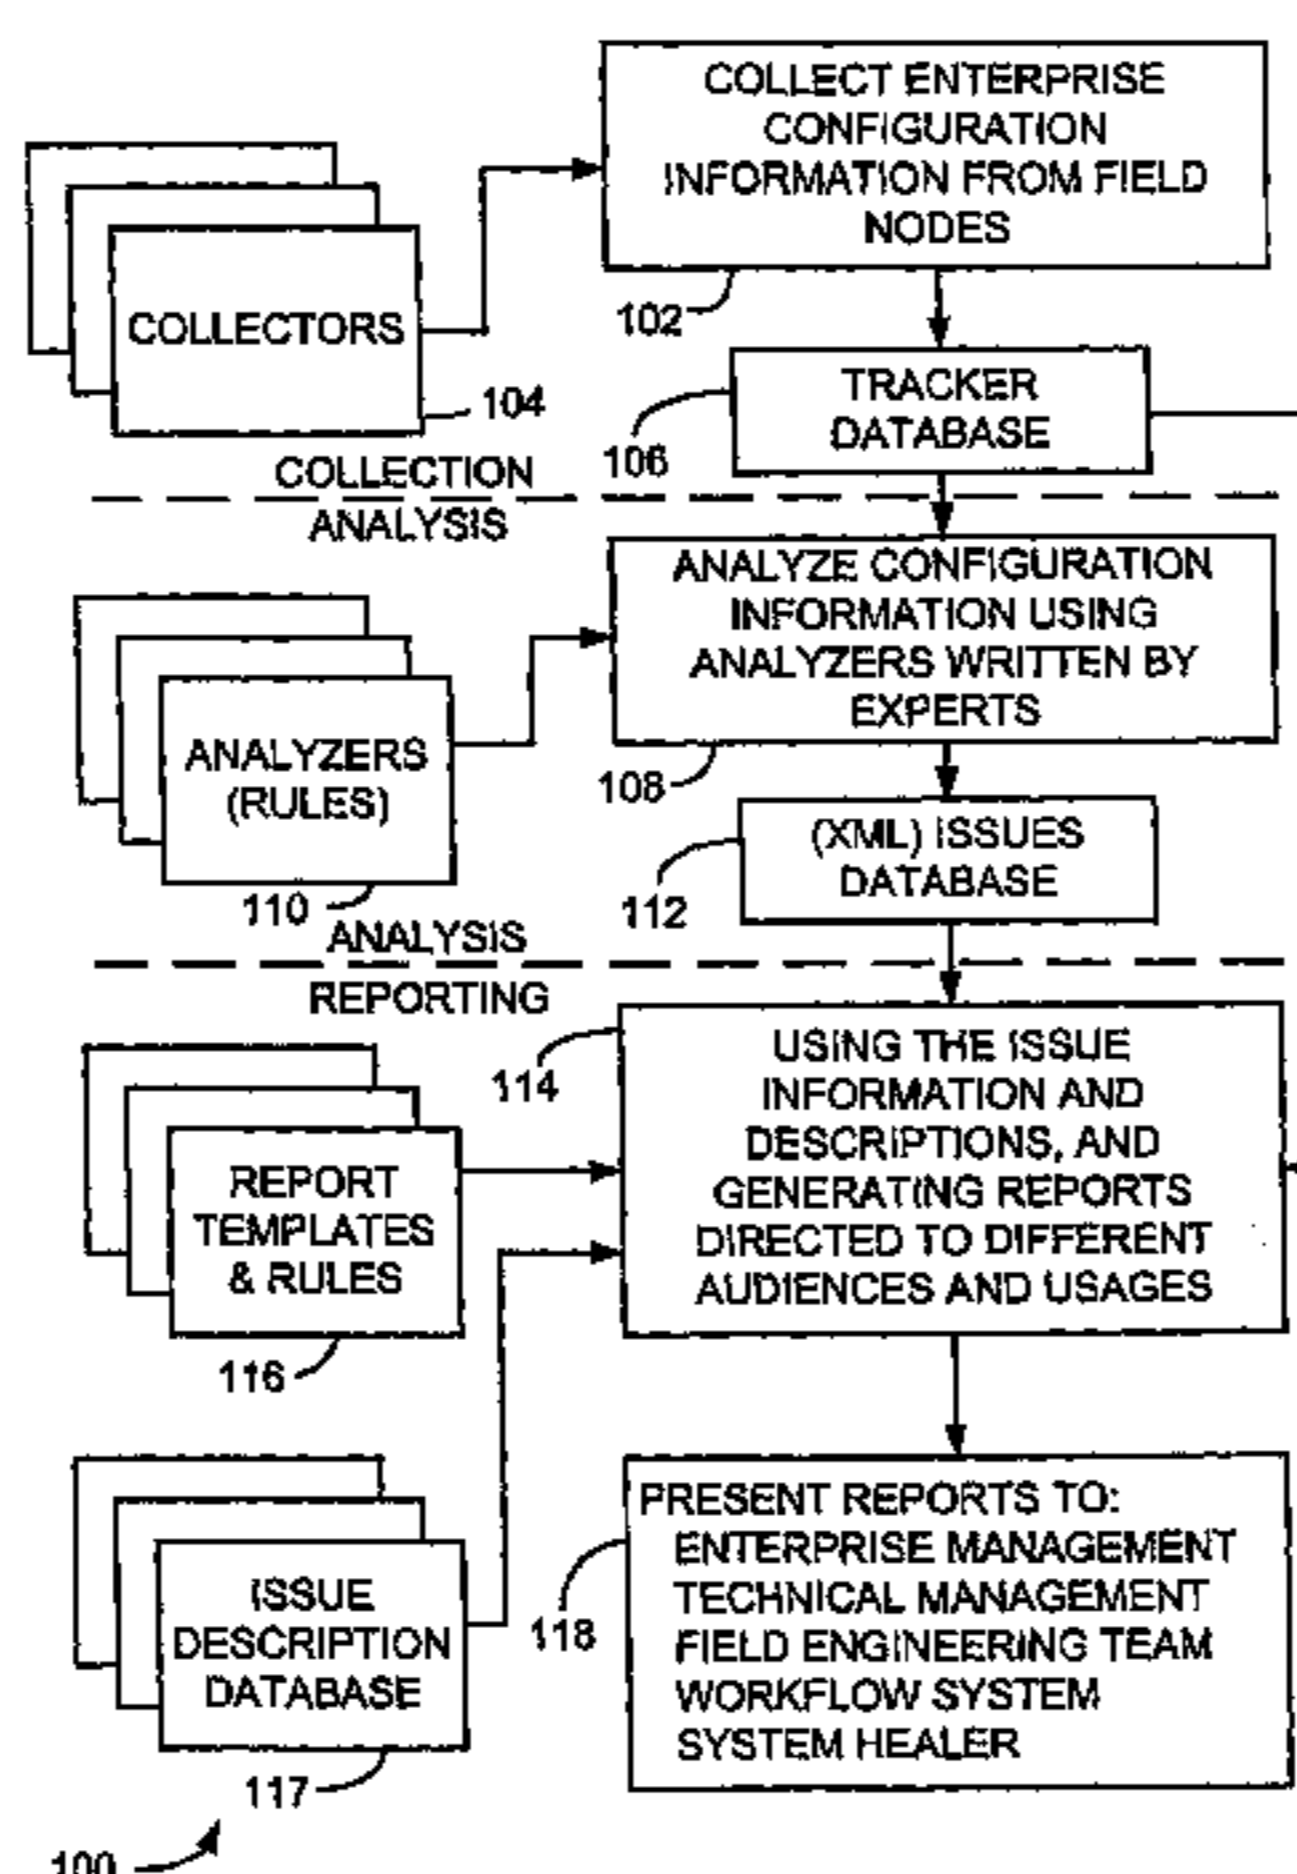 COLLECT ENTERPRISE
CONFIGURATION
INFORMATION FROM FIELD
NODES
102
COLLECTORS
104
TRACKER
DATABASE
106
COLLECTION
ANALYSIS
ANALYZE CONFIGURATION
INFORMATION USING
ANALYZERS WRITTEN BY
EXPERTS
108
ANALYZERS
(RULES)
110
(XML) ISSUES
DATABASE
112
ANALYSIS
REPORTING
114
USING THE ISSUE
INFORMATION AND
DESCRIPTIONS, AND
GENERATING REPORTS
DIRECTED TO DIFFERENT
AUDIENCES AND USAGES
REPORT
TEMPLATES
& RULES
116
PRESENT REPORTS TO:
ENTERPRISE MANAGEMENT
TECHNICAL MANAGEMENT
FIELD ENGINEERING TEAM
WORKFLOW SYSTEM
SYSTEM HEALER
118
ISSUE
DESCRIPTION
DATABASE
117
100